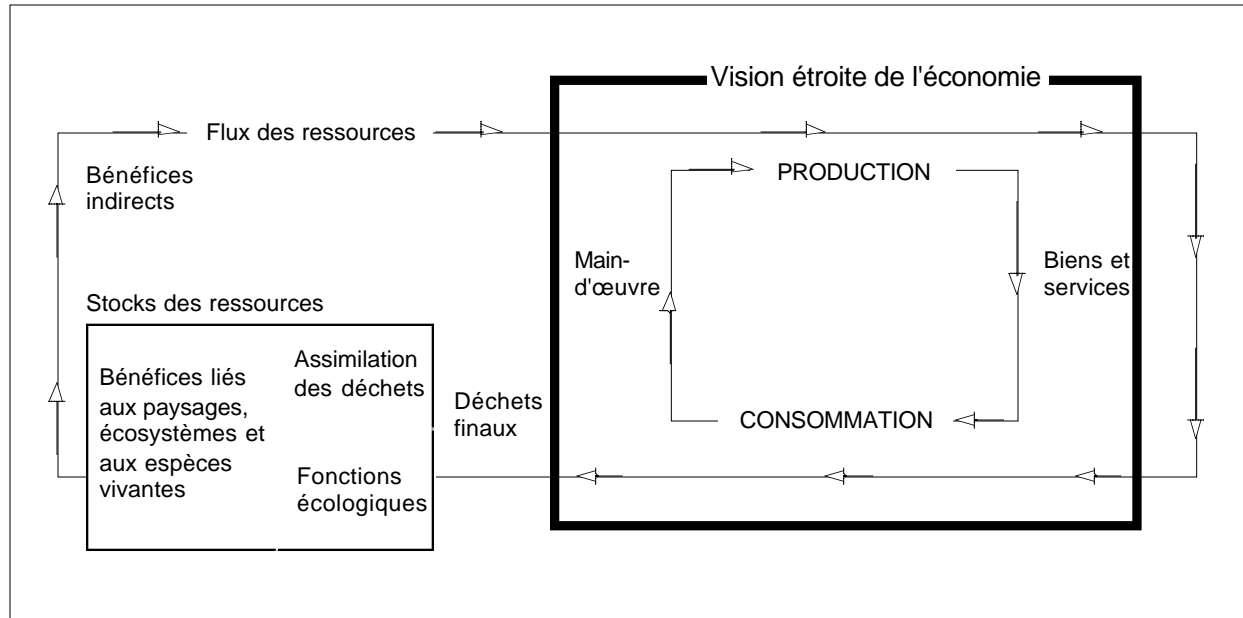 Vision étroite de l'économie
Flux des ressources
Bénéfices
indirects
PRODUCTION
Main-
d'œuvre
Biens et
services
Stocks des ressources
Bénéfices liés
aux paysages,
écosystèmes et
aux espèces
vivantes
Assimilation
des déchets
Fonctions
écologiques
Déchets
finaux
CONSOMMATION